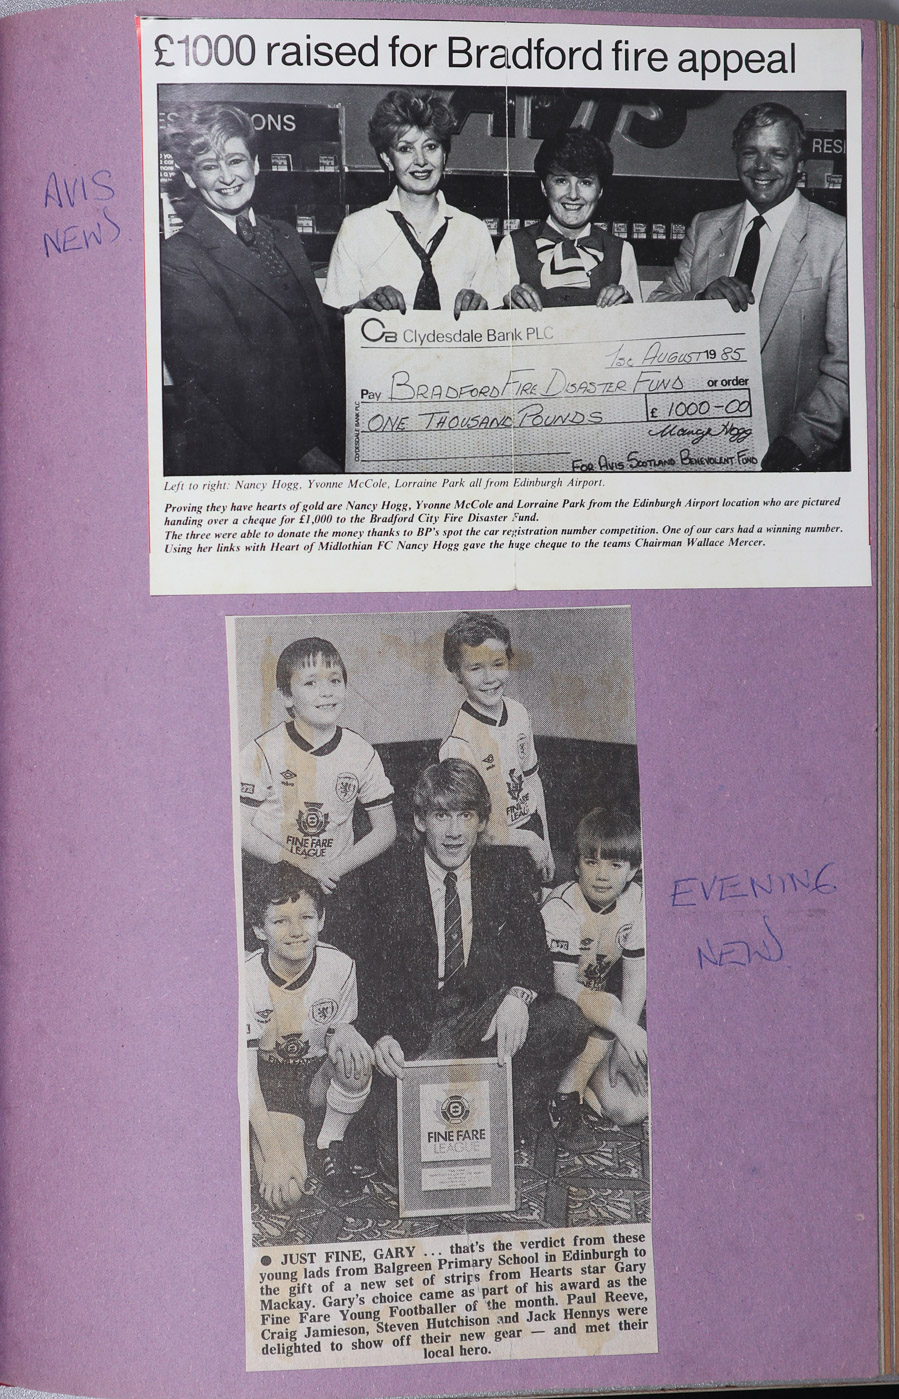 £1000 raised for Bradford fire appeal
AVIS
NEWS
ONS
RES
CB Clydesdale Bank PLC
1st AUGUST 1985
Pay BRADFORD FIRE DISASTER FUND or order
ONE THOUSAND POUNDS £ 1000-00
CLYDESDALE BANK PLC
Hogg
FOR AVIS SCOTLAND BENEVOLENT FUND
Left to right: Nancy Hogg, Yvonne McCole, Lorraine Park all from Edinburgh Airport.
Proving they have hearts of gold are Nancy Hogg, Yvonne McCole and Lorraine Park from the Edinburgh Airport location who are pictured
handing over a cheque for £1,000 to the Bradford City Fire Disaster Fund.
The three were able to donate the money thanks to BP's spot the car registration number competition. One of our cars had a winning number.
Using her links with Heart of Midlothian FC Nancy Hogg gave the huge cheque to the teams Chairman Wallace Mercer.
FINE FARE
LEAGUE
EVENING
NEWS
FINE FARE
LEAGUE
● JUST FINE, GARY . . . that's the verdict from these
young lads from Balgreen Primary School in Edinburgh to
the gift of a new set of strips from Hearts star Gary
Mackay. Gary's choice came as part of his award as the
Fine Fare Young Footballer of the month. Paul Reeve,
Craig Jamieson, Steven Hutchison and Jack Hennys were
delighted to show off their new gear — and met their
local hero.